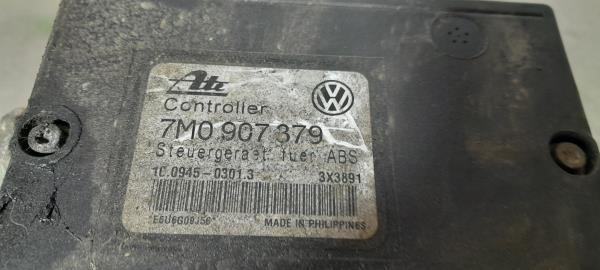 Ate
Controller
7M0 907 379
Steuergeraet fuer ABS
10.0945-0301.3 3X3891
MADE IN PHILIPPINES